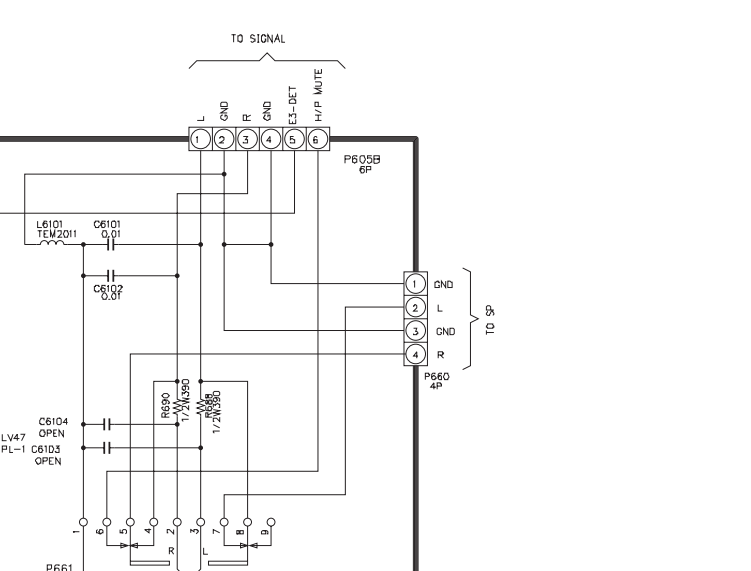 TO SIGNAL
L
GND
R
GND
E3-DET
H/P MUTE
1 2 3 4 5 6
P605B
6P
L6101
TEM2011
C6101
0.01
C6102
0.01
1 GND
2 L
3 GND
4 R
TO SP
P660
4P
R690
1/2W390
R688
1/2W390
C6104
OPEN
LV47
PL-1
C6103
OPEN
1 6 5 4 2 3 7 8 9
R L
P661